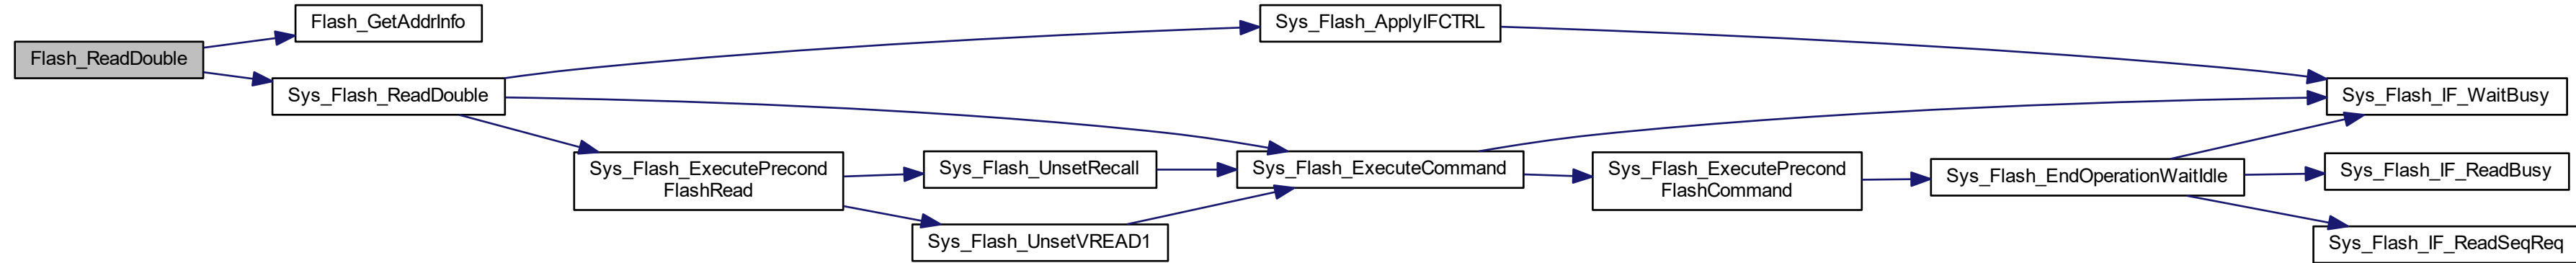 Flash_ReadDouble
Flash_GetAddrInfo
Sys_Flash_ReadDouble
Sys_Flash_ExecutePrecond
FlashRead
Sys_Flash_UnsetRecall
Sys_Flash_UnsetVREAD1
Sys_Flash_ApplyIFCTRL
Sys_Flash_ExecuteCommand
Sys_Flash_ExecutePrecond
FlashCommand
Sys_Flash_EndOperationWaitIdle
Sys_Flash_IF_WaitBusy
Sys_Flash_IF_ReadBusy
Sys_Flash_IF_ReadSeqReq